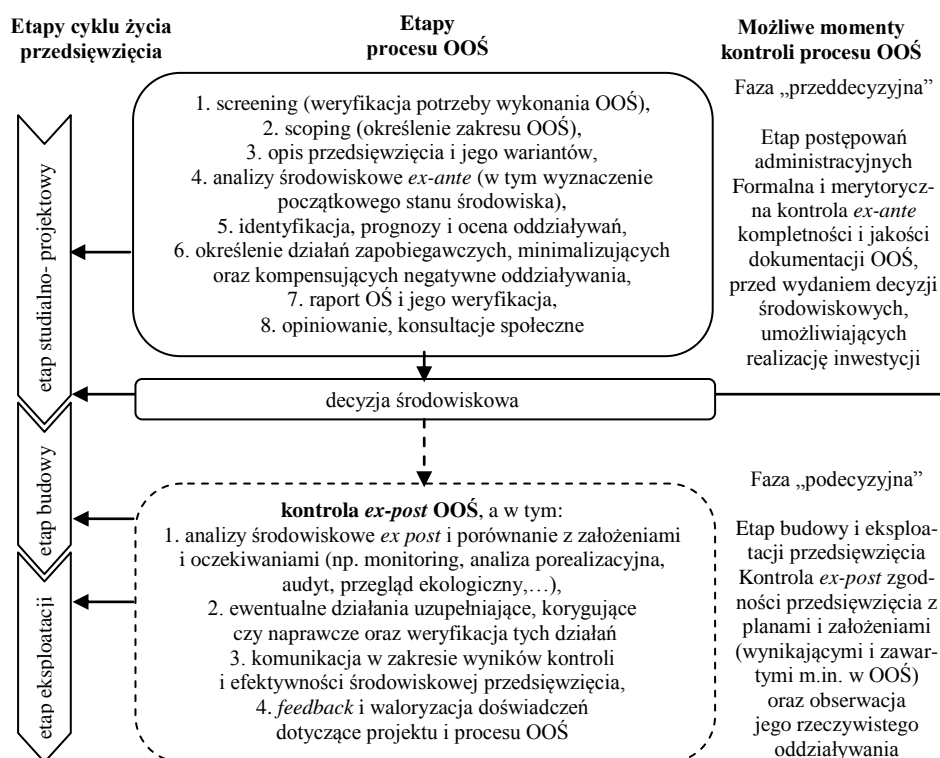 Etapy cyklu życia
przedsięwzięcia
Etapy
procesu OOŚ
Możliwe momenty
kontroli procesu OOŚ
etap studialno- projektowy
etap budowy
etap eksploatacji
1. screening (weryfikacja potrzeby wykonania OOŚ),
2. scoping (określenie zakresu OOŚ),
3. opis przedsięwzięcia i jego wariantów,
4. analizy środowiskowe ex-ante (w tym wyznaczenie
początkowego stanu środowiska),
5. identyfikacja, prognozy i ocena oddziaływań,
6. określenie działań zapobiegawczych, minimalizujących
oraz kompensujących negatywne oddziaływania,
7. raport OŚ i jego weryfikacja,
8. opiniowanie, konsultacje społeczne
decyzja środowiskowa
kontrola ex-post OOŚ, a w tym:
1. analizy środowiskowe ex post i porównanie z założeniami
i oczekiwaniami (np. monitoring, analiza porealizacyjna,
audyt, przegląd ekologiczny,…),
2. ewentualne działania uzupełniające, korygujące
czy naprawcze oraz weryfikacja tych działań
3. komunikacja w zakresie wyników kontroli
i efektywności środowiskowej przedsięwzięcia,
4. feedback i waloryzacja doświadczeń
dotyczące projektu i procesu OOŚ
Faza „przeddecyzyjna”
Etap postępowań
administracyjnych
Formalna i merytorycz-
na kontrola ex-ante
kompletności i jakości
dokumentacji OOŚ,
przed wydaniem decyzji
środowiskowych,
umożliwiających
realizację inwestycji
Faza „podecyzyjna”
Etap budowy i eksploa-
tacji przedsięwzięcia
Kontrola ex-post zgod-
ności przedsięwzięcia z
planami i założeniami
(wynikającymi i zawar-
tymi m.in. w OOŚ)
oraz obserwacja
jego rzeczywistego
oddziaływania